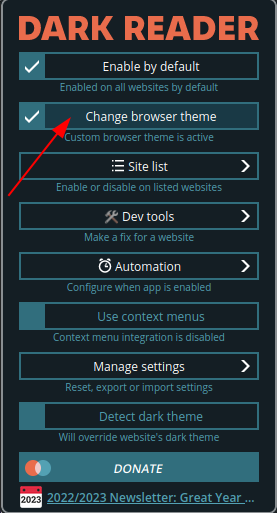 DARK READER
Enable by default
Enabled on all websites by default
Change browser theme
Custom browser theme is active
Site list
Enable or disable on listed websites
Dev tools
Make a fix for a website
Automation
Configure when app is enabled
Use context menus
Context menu integration is disabled
Manage settings
Reset, export or import settings
Detect dark theme
Will override website's dark theme
DONATE
2023 2022/2023 Newsletter: Great Year ...